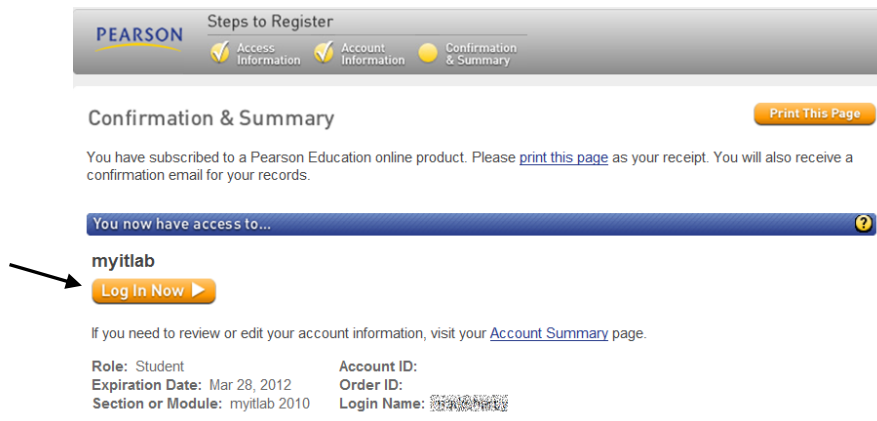 PEARSON
Steps to Register
Access Information
Account Information
Confirmation & Summary
Confirmation & Summary
Print This Page
You have subscribed to a Pearson Education online product. Please print this page as your receipt. You will also receive a
confirmation email for your records.
You now have access to...
?
myitlab
Log In Now
If you need to review or edit your account information, visit your Account Summary page.
Role: Student
Account ID:
Expiration Date: Mar 28, 2012
Order ID:
Section or Module: myitlab 2010
Login Name: